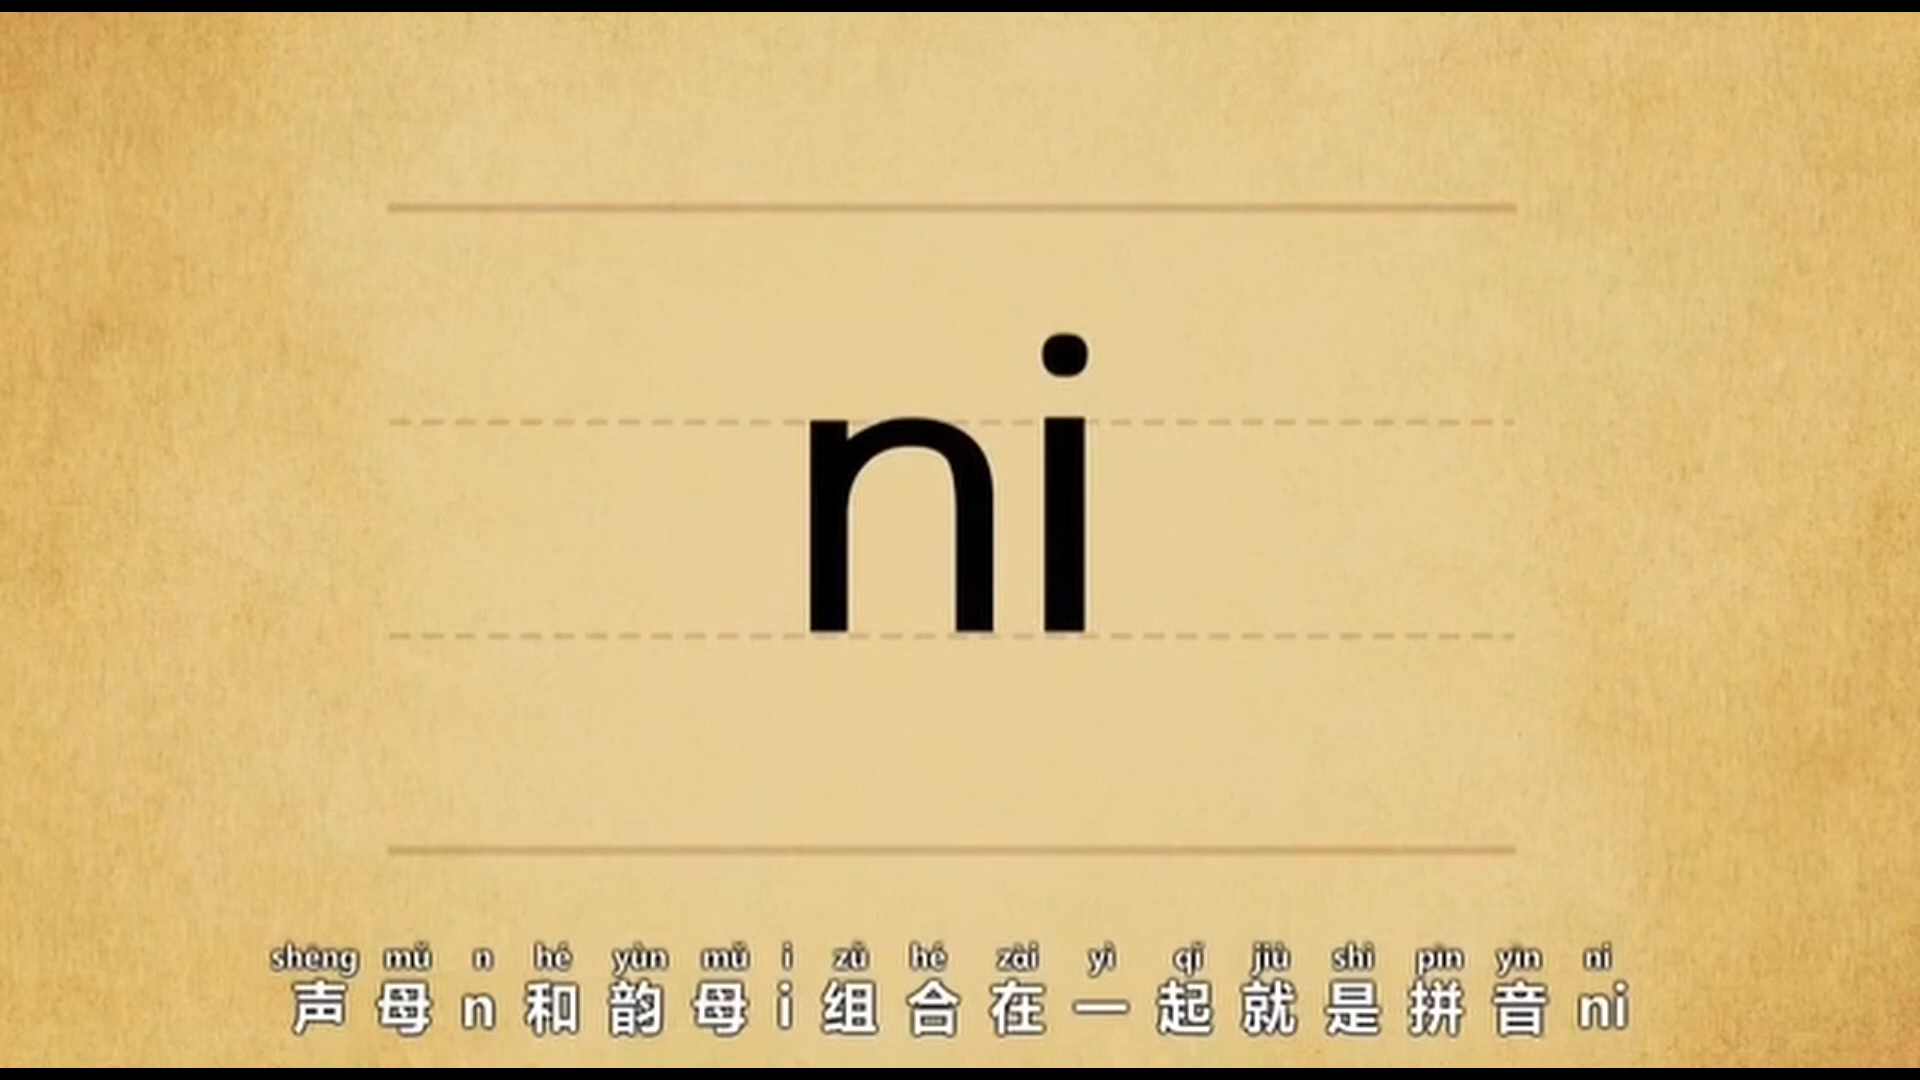 ni
shēng mǔ n hé yùn mǔ i zǔ hé zài yì qǐ jiù shì pīn yīn ni
声母n和韵母i组合在一起就是拼音ni